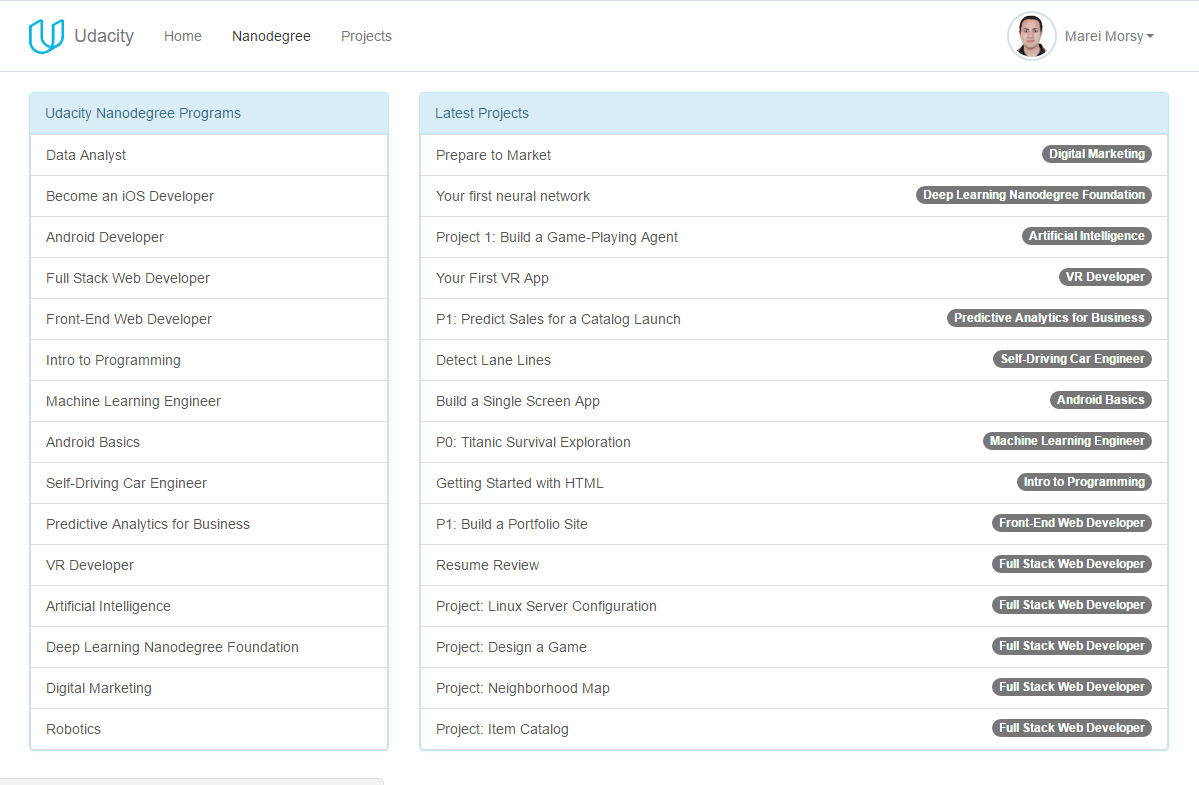 Udacity Home Nanodegree Projects Marei Morsy
Udacity Nanodegree Programs
Data Analyst
Become an iOS Developer
Android Developer
Full Stack Web Developer
Front-End Web Developer
Intro to Programming
Machine Learning Engineer
Android Basics
Self-Driving Car Engineer
Predictive Analytics for Business
VR Developer
Artificial Intelligence
Deep Learning Nanodegree Foundation
Digital Marketing
Robotics
Latest Projects
Prepare to Market Digital Marketing
Your first neural network Deep Learning Nanodegree Foundation
Project 1: Build a Game-Playing Agent Artificial Intelligence
Your First VR App VR Developer
P1: Predict Sales for a Catalog Launch Predictive Analytics for Business
Detect Lane Lines Self-Driving Car Engineer
Build a Single Screen App Android Basics
P0: Titanic Survival Exploration Machine Learning Engineer
Getting Started with HTML Intro to Programming
P1: Build a Portfolio Site Front-End Web Developer
Resume Review Full Stack Web Developer
Project: Linux Server Configuration Full Stack Web Developer
Project: Design a Game Full Stack Web Developer
Project: Neighborhood Map Full Stack Web Developer
Project: Item Catalog Full Stack Web Developer